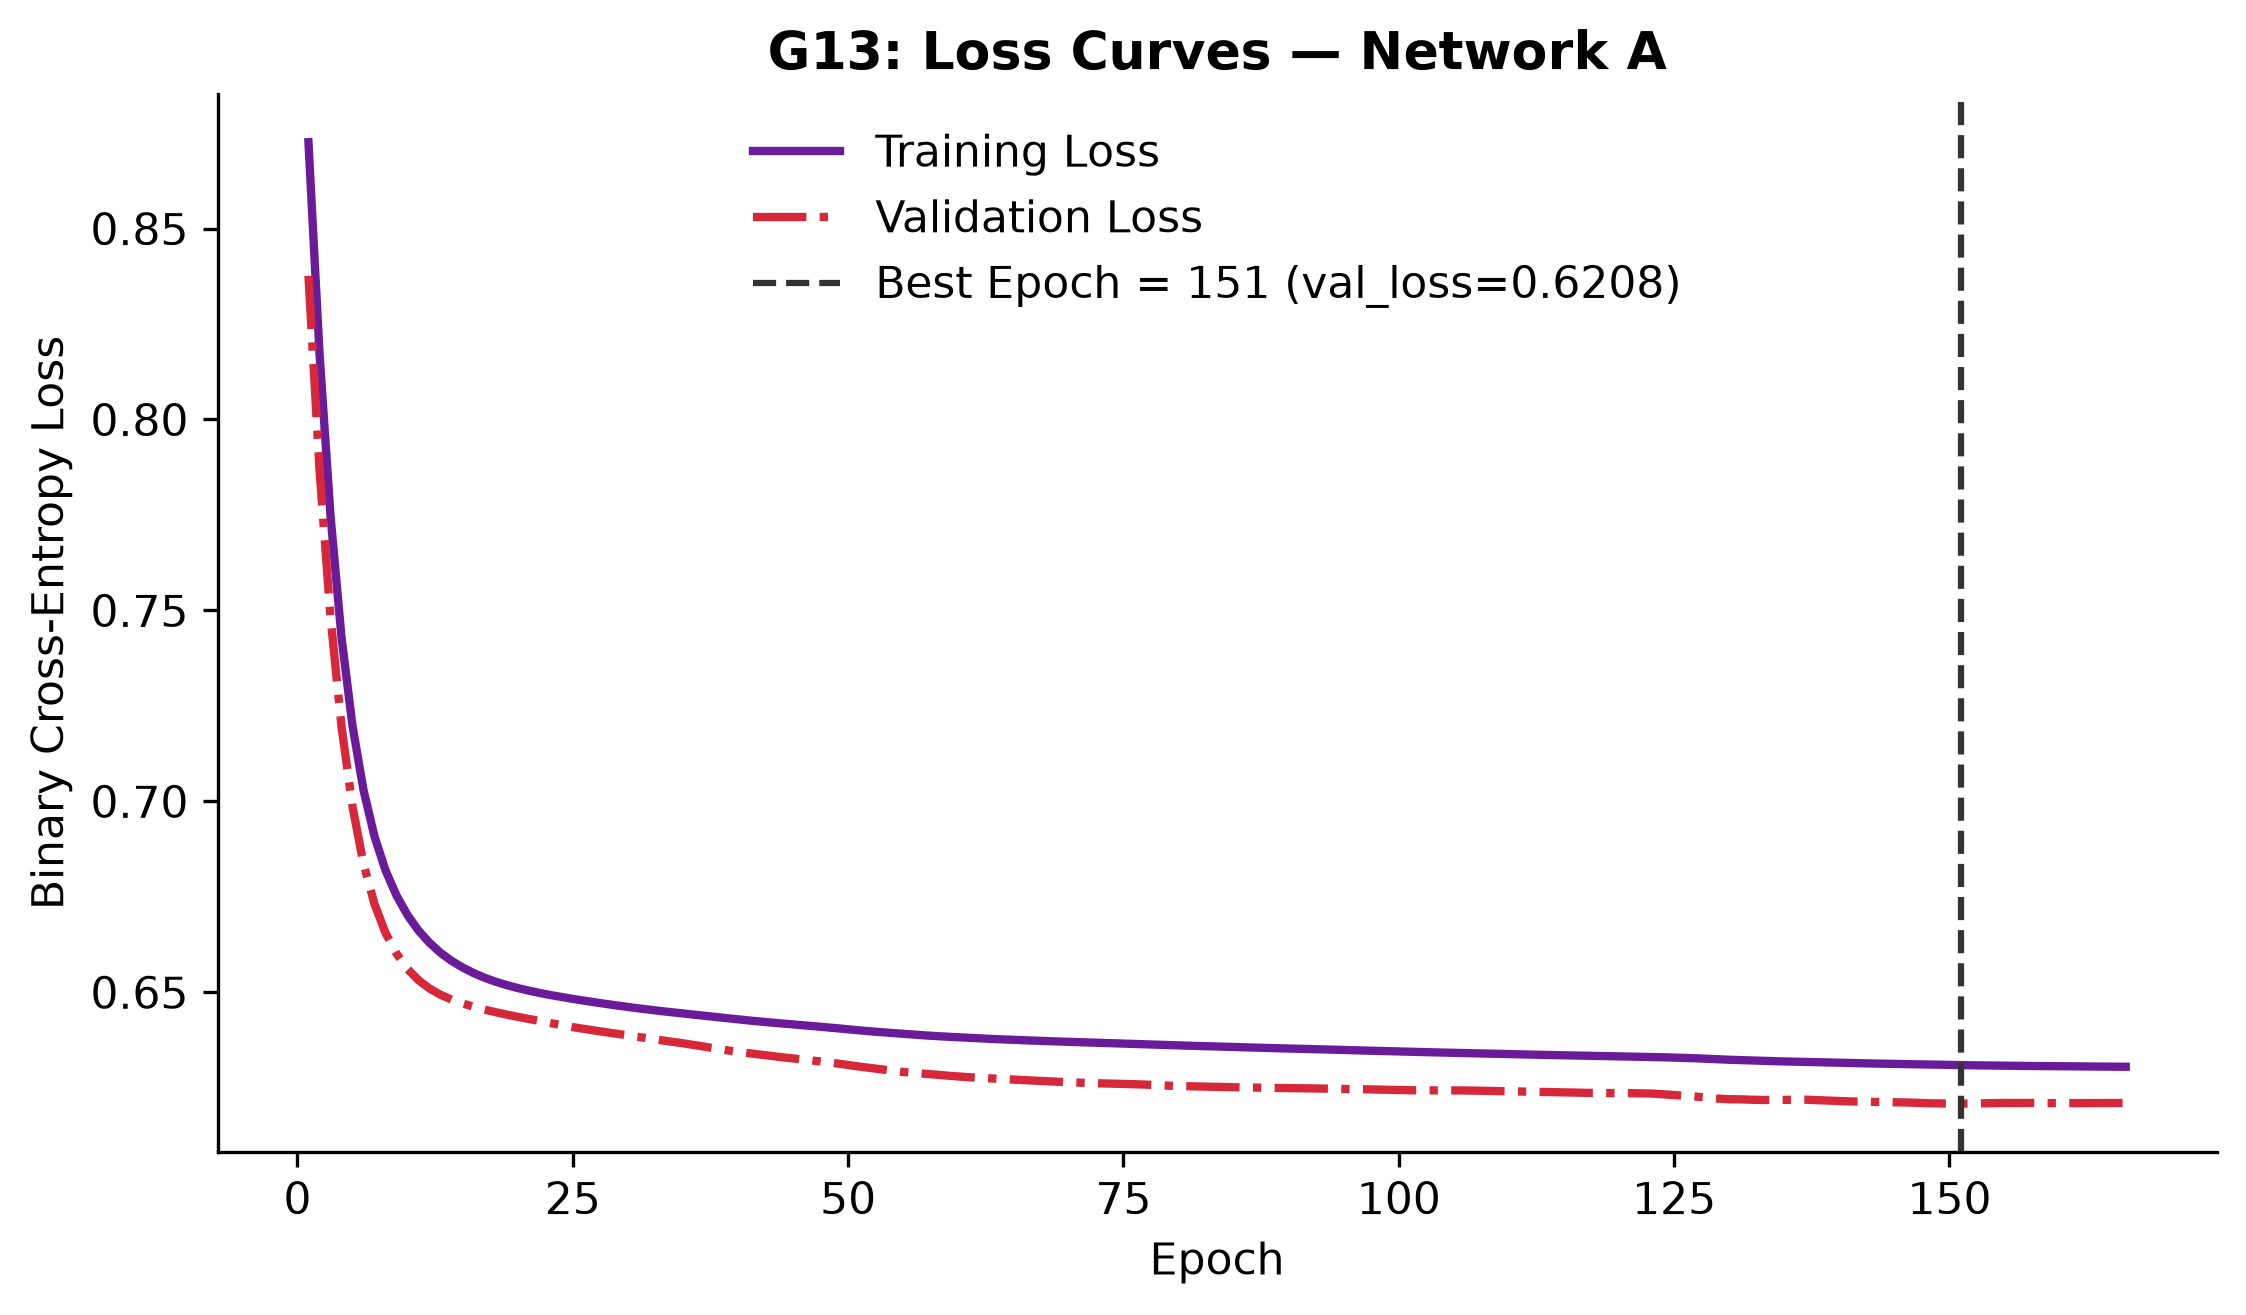 G13: Loss Curves — Network A
Training Loss
Validation Loss
Best Epoch = 151 (val_loss=0.6208)
Binary Cross-Entropy Loss
0.85
0.80
0.75
0.70
0.65
0 25 50 75 100 125 150
Epoch